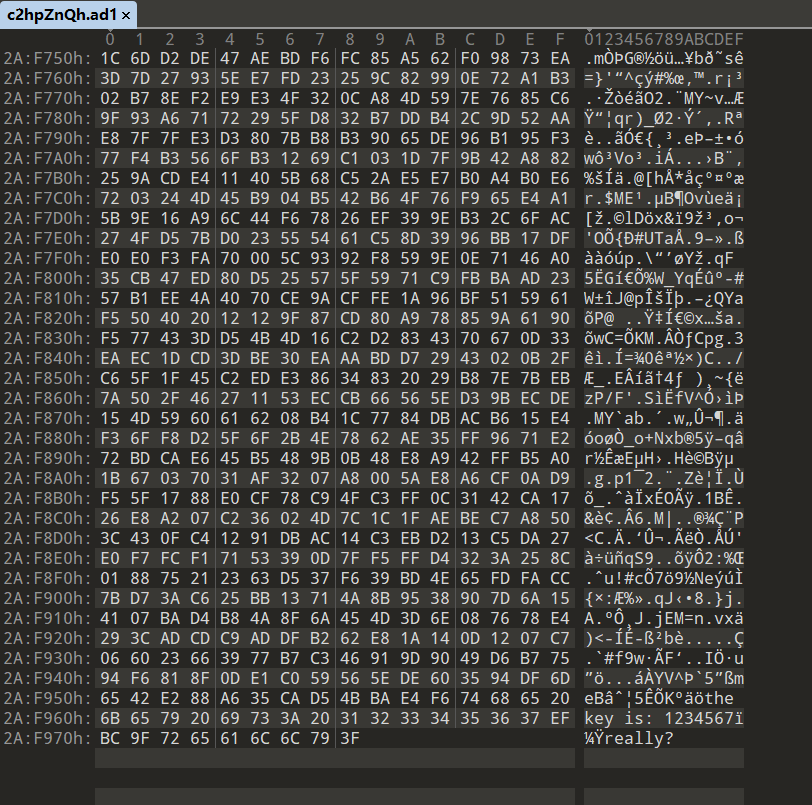 c2hpZnQh.ad1 ×
0 1 2 3 4 5 6 7 8 9 A B C D E F 0123456789ABCDEF
2A:F750h: 1C 6D D2 DE 47 AE BD F6 FC 85 A5 62 F0 98 73 EA .mÒÞG®½öü…¥bð˜sê
2A:F760h: 3D 7D 27 93 5E E7 FD 23 25 9C 82 99 0E 72 A1 B3 =}'“^çý#%œ‚™.r¡³
2A:F770h: 02 B7 8E F2 E9 E3 4F 32 0C A8 4D 59 7E 76 85 C6 .·ŽòéãO2.¨MY~v…Æ
2A:F780h: 9F 93 A6 71 72 29 5F D8 32 B7 DD B4 2C 9D 52 AA Ÿ“¦qr)_Ø2·Ý´,.Rª
2A:F790h: E8 7F 7F E3 D3 80 7B B8 B3 90 65 DE 96 B1 95 F3 è..ãÓ€{¸³.eÞ–±•ó
2A:F7A0h: 77 F4 B3 56 6F B3 12 69 C1 03 1D 7F 9B 42 A8 82 wô³Vo³.iÁ...›B¨‚
2A:F7B0h: 25 9A CD E4 11 40 5B 68 C5 2A E5 E7 B0 A4 B0 E6 %šÍä.@[hÅ*åç°¤°æ
2A:F7C0h: 72 03 24 4D 45 B9 04 B5 42 B6 4F 76 F9 65 E4 A1 r.$ME¹.µB¶Ovùeä¡
2A:F7D0h: 5B 9E 16 A9 6C 44 F6 78 26 EF 39 9E B3 2C 6F AC [ž.©lDöx&ï9ž³,o¬
2A:F7E0h: 27 4F D5 7B D0 23 55 54 61 C5 8D 39 96 BB 17 DF 'OÕ{Ð#UTaÅ.9–».ß
2A:F7F0h: E0 E0 F3 FA 70 00 5C 93 92 F8 59 9E 0E 71 46 A0 ààóúp.\“’øYž.qF
2A:F800h: 35 CB 47 ED 80 D5 25 57 5F 59 71 C9 FB BA AD 23 5ËGí€Õ%W_YqÉûº-#
2A:F810h: 57 B1 EE 4A 40 70 CE 9A CF FE 1A 96 BF 51 59 61 W±îJ@pÎšÏþ.–¿QYa
2A:F820h: F5 50 40 20 12 12 9F 87 CD 80 A9 78 85 9A 61 90 õP@ ..Ÿ‡Í€©x…ša.
2A:F830h: F5 77 43 3D D5 4B 4D 16 C2 D2 83 43 70 67 0D 33 õwC=ÕKM.ÂÒƒCpg.3
2A:F840h: EA EC 1D CD 3D BE 30 EA AA BD D7 29 43 02 0B 2F êì.Í=¾0êª½×)C../
2A:F850h: C6 5F 1F 45 C2 ED E3 86 34 83 20 29 B8 7E 7B EB Æ_.EÂíã†4ƒ )¸~{ë
2A:F860h: 7A 50 2F 46 27 11 53 EC CB 66 56 5E D3 9B EC DE zP/F'.SìËfV^Ó›ìÞ
2A:F870h: 15 4D 59 60 61 62 08 B4 1C 77 84 DB AC B6 15 E4 .MY`ab.´.w„Û¬¶.ä
2A:F880h: F3 6F F8 D2 5F 6F 2B 4E 78 62 AE 35 FF 96 71 E2 óoøÒ_o+Nxb®5ÿ–qâ
2A:F890h: 72 BD CA E6 45 B5 48 9B 0B 48 E8 A9 42 FF B5 A0 r½ÊæEµH›.Hè©Bÿµ
2A:F8A0h: 1B 67 03 70 31 AF 32 07 A8 00 5A E8 A6 CF 0A D9 .g.p1¯2.¨.Zè¦Ï.Ù
2A:F8B0h: F5 5F 17 88 E0 CF 78 C9 4F C3 FF 0C 31 42 CA 17 õ_.ˆàÏxÉOÃÿ.1BÊ.
2A:F8C0h: 26 E8 A2 07 C2 36 02 4D 7C 1C 1F AE BE C7 A8 50 &è¢.Â6.M|..®¾Ç¨P
2A:F8D0h: 3C 43 0F C4 12 91 DB AC 14 C3 EB D2 13 C5 DA 27 <C.Ä.‘Û¬.ÃëÒ.ÅÚ'
2A:F8E0h: E0 F7 FC F1 71 53 39 0D 7F F5 FF D4 32 3A 25 8C à÷üñqS9..õÿÔ2:%Œ
2A:F8F0h: 01 88 75 21 23 63 D5 37 F6 39 BD 4E 65 FD FA CC .ˆu!#cÕ7ö9½NeýúÌ
2A:F900h: 7B D7 3A C6 25 BB 13 71 4A 8B 95 38 90 7D 6A 15 {×:Æ%».qJ‹•8.}j.
2A:F910h: 41 07 BA D4 B8 4A 8F 6A 45 4D 3D 6E 08 76 78 E4 A.ºÔ¸J.jEM=n.vxä
2A:F930h: 29 3C AD CD C9 AD DF B2 62 E8 1A 14 0D 12 07 C7 )<-ÍÉ-ß²bè.....Ç
2A:F930h: 06 60 23 66 39 77 B7 C3 46 91 9D 90 49 D6 B7 75 .`#f9w·ÃF‘..IÖ·u
2A:F940h: 94 F6 81 8F 0D E1 C0 59 56 5E DE 60 35 94 DF 6D ”ö...áÀYV^Þ`5”ßm
2A:F950h: 65 42 E2 88 A6 35 CA D5 4B BA E4 F6 74 68 65 20 eBâˆ¦5ÊÕKºäöthe
2A:F960h: 6B 65 79 20 69 73 3A 20 31 32 33 34 35 36 37 EF key is: 1234567ï
2A:F970h: BC 9F 72 65 61 6C 6C 79 3F ¼Ÿreally?